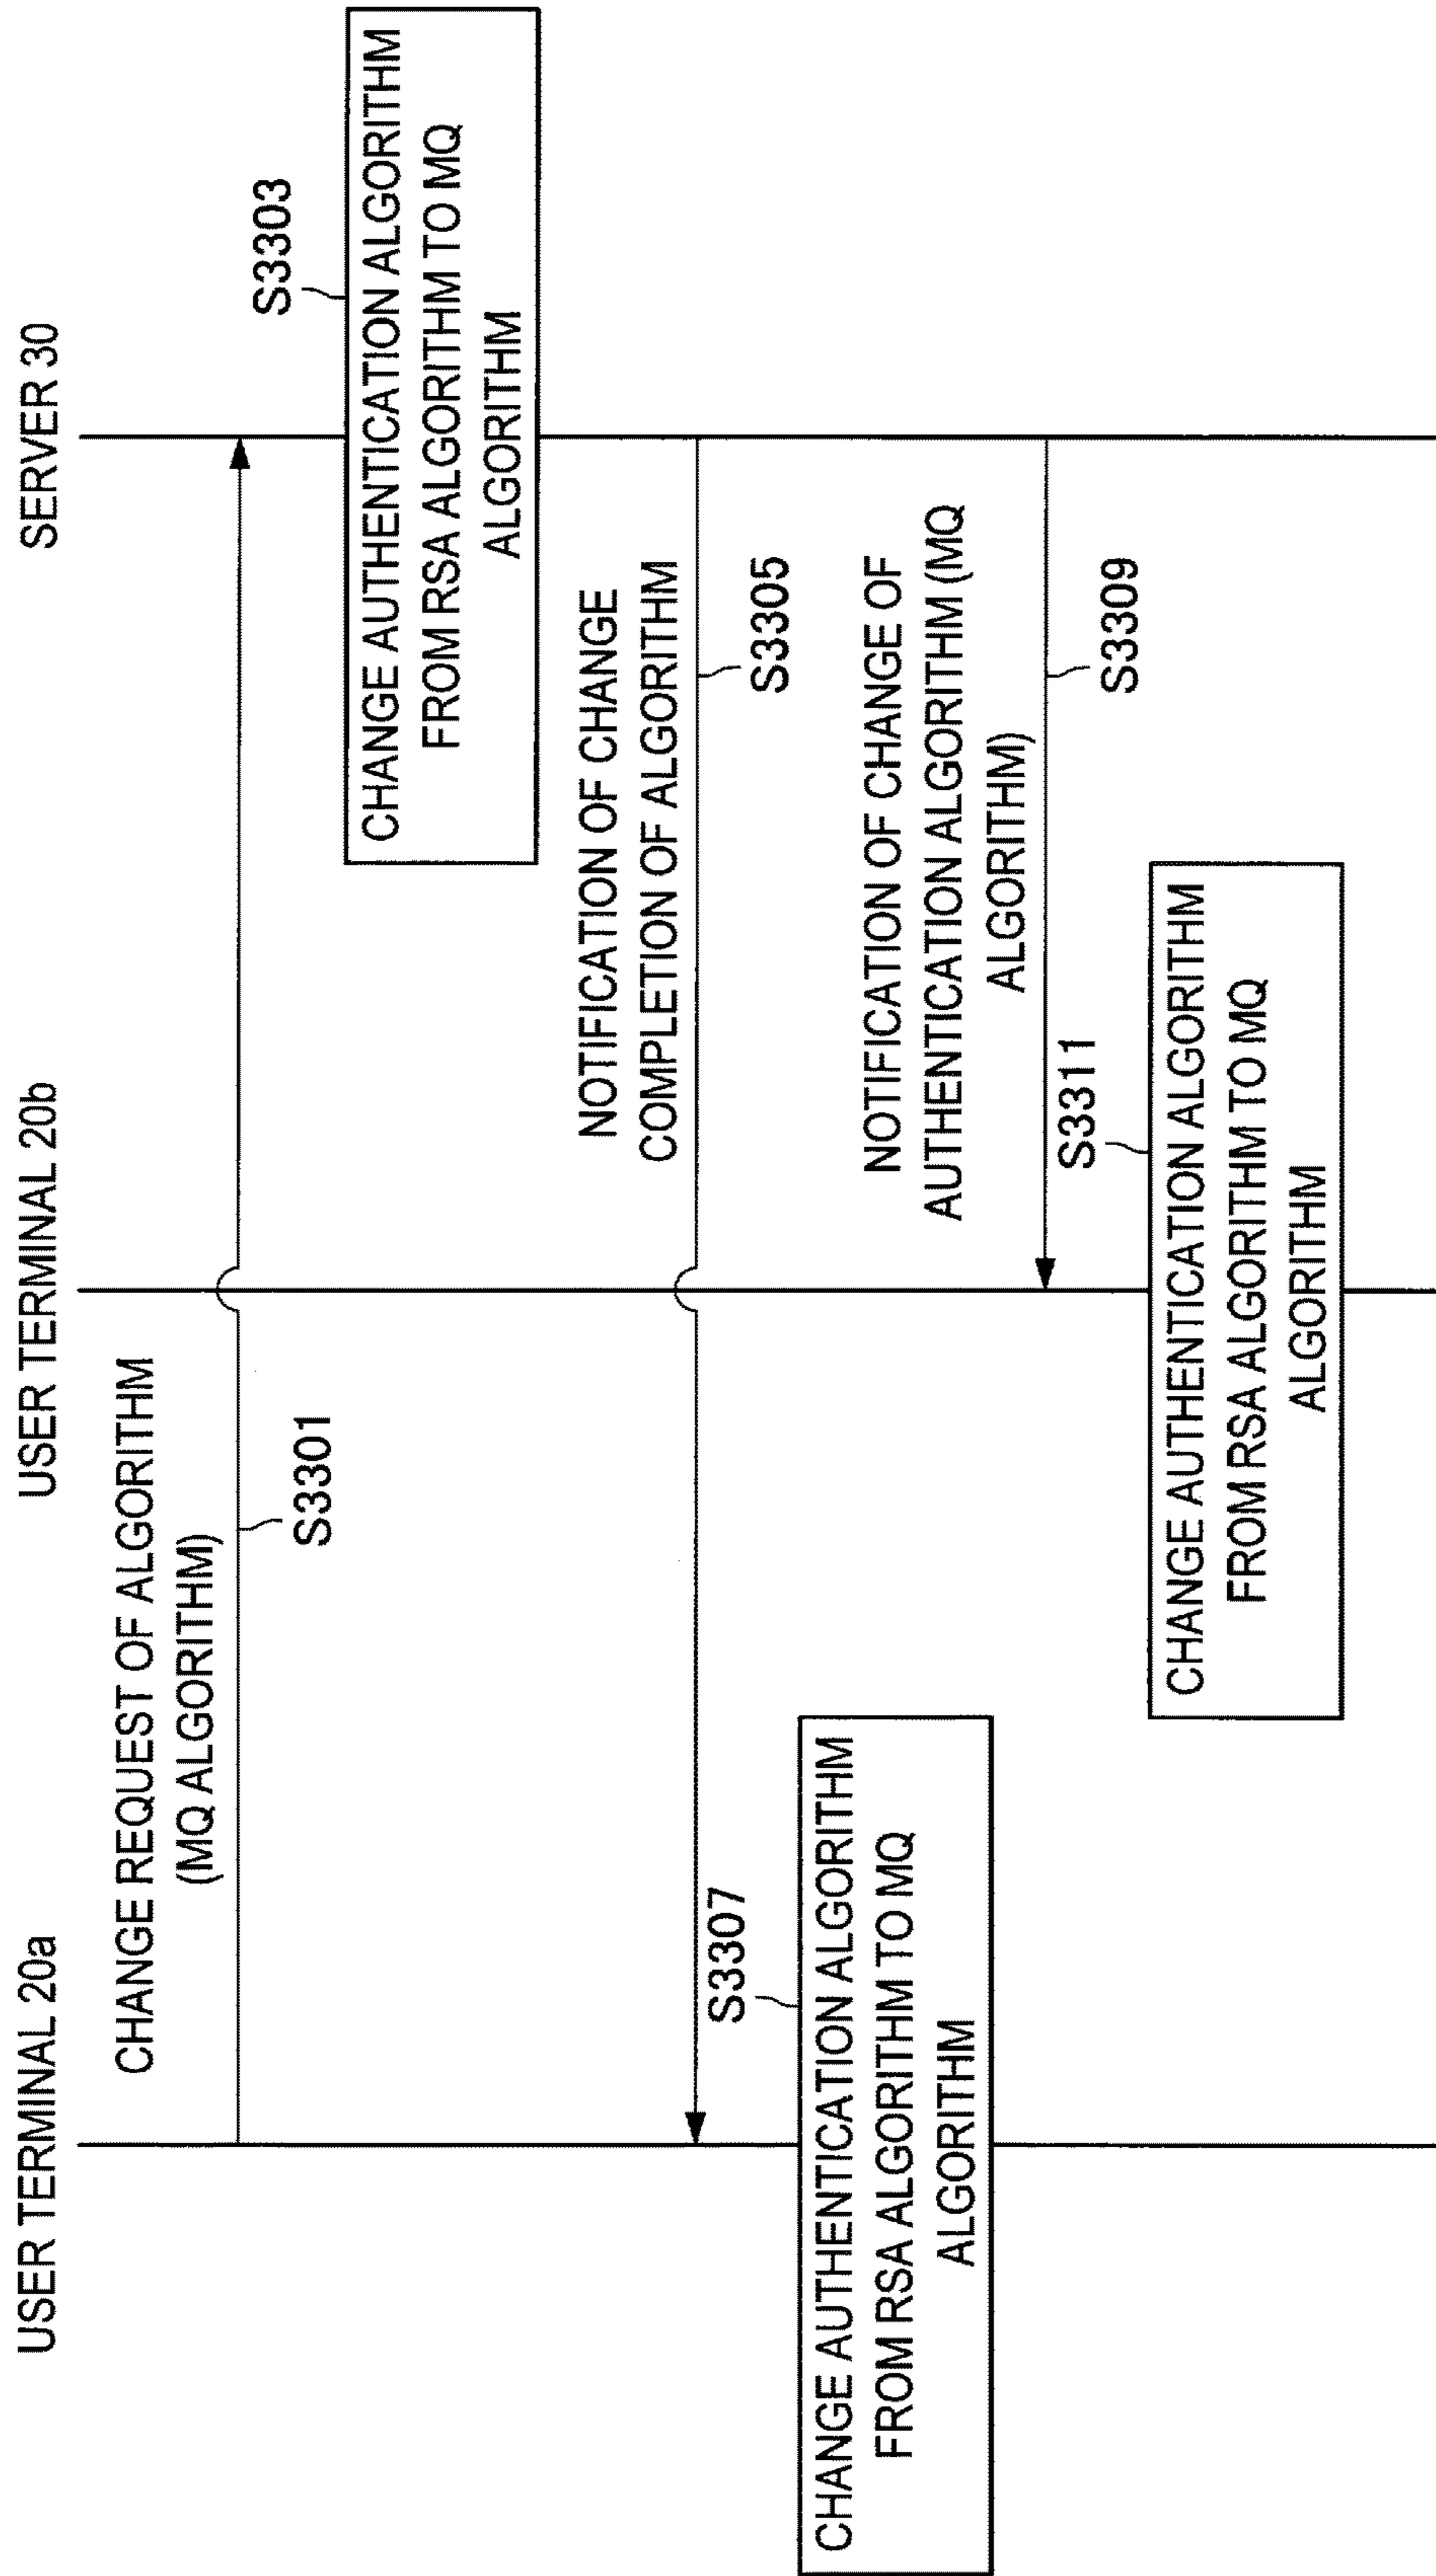 USER TERMINAL 20a
USER TERMINAL 20b
SERVER 30
CHANGE REQUEST OF ALGORITHM
(MQ ALGORITHM)
S3301
S3303
CHANGE AUTHENTICATION ALGORITHM
FROM RSA ALGORITHM TO MQ
ALGORITHM
NOTIFICATION OF CHANGE
COMPLETION OF ALGORITHM
S3305
S3307
CHANGE AUTHENTICATION ALGORITHM
FROM RSA ALGORITHM TO MQ
ALGORITHM
NOTIFICATION OF CHANGE OF
AUTHENTICATION ALGORITHM (MQ
ALGORITHM)
S3309
S3311
CHANGE AUTHENTICATION ALGORITHM
FROM RSA ALGORITHM TO MQ
ALGORITHM